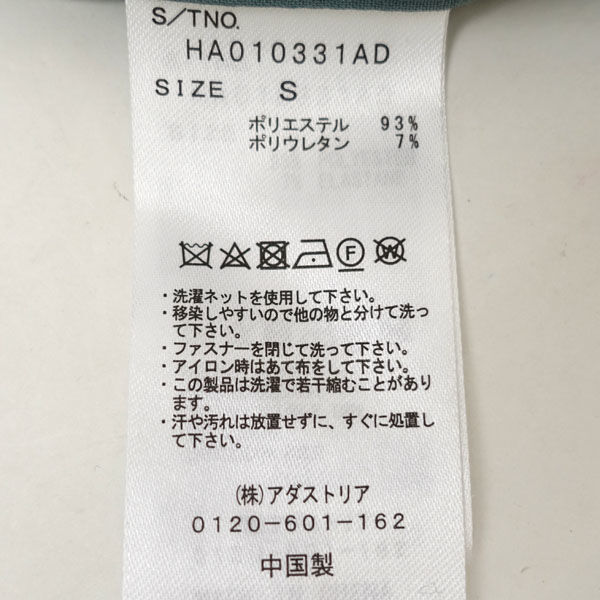 S/TNO.
HA010331AD
SIZE S
ポリエステル 93%
ポリウレタン 7%
・洗濯ネットを使用して下さい。
・移染しやすいので他の物と分けて洗っ
て下さい。
・ファスナーを閉じて洗って下さい。
・アイロン時はあて布をして下さい。
・この製品は洗濯で若干縮むことがあり
ます。
・汗や汚れは放置せずに、すぐに処置し
て下さい。
(株)アダストリア
0120-601-162
中国製